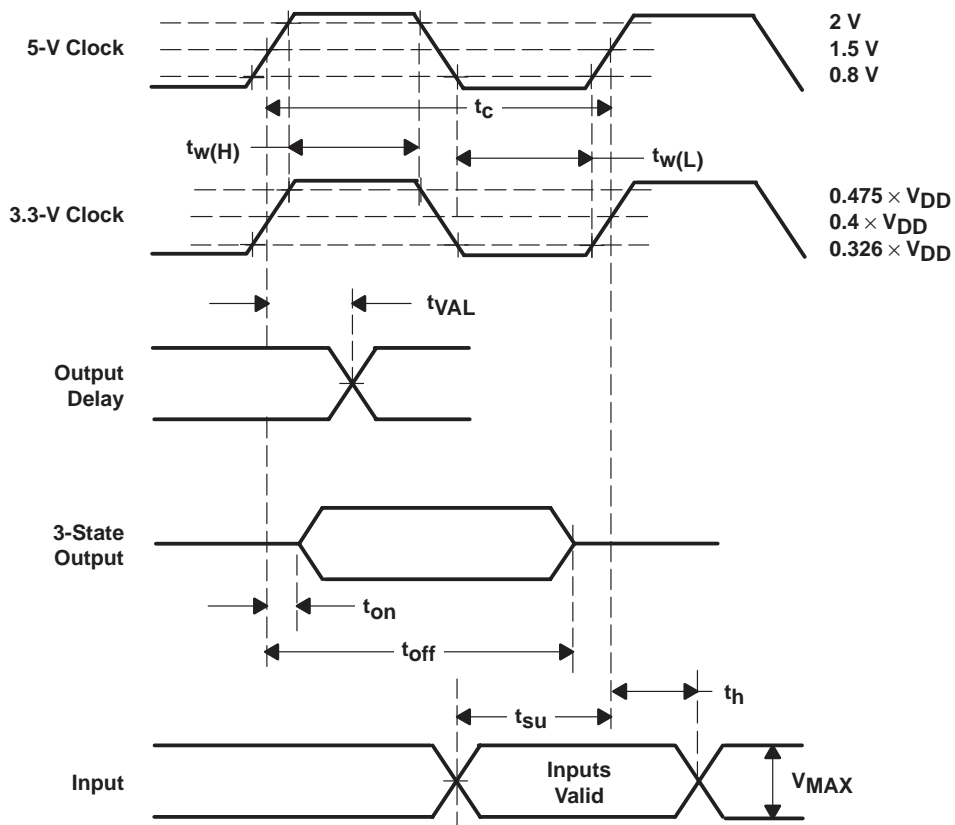 5-V Clock
2 V
1.5 V
0.8 V
tc
tw(H)
tw(L)
3.3-V Clock
0.475 × VDD
0.4 × VDD
0.326 × VDD
tVAL
Output
Delay
3-State
Output
ton
toff
th
tsu
Input
Inputs
Valid
VMAX